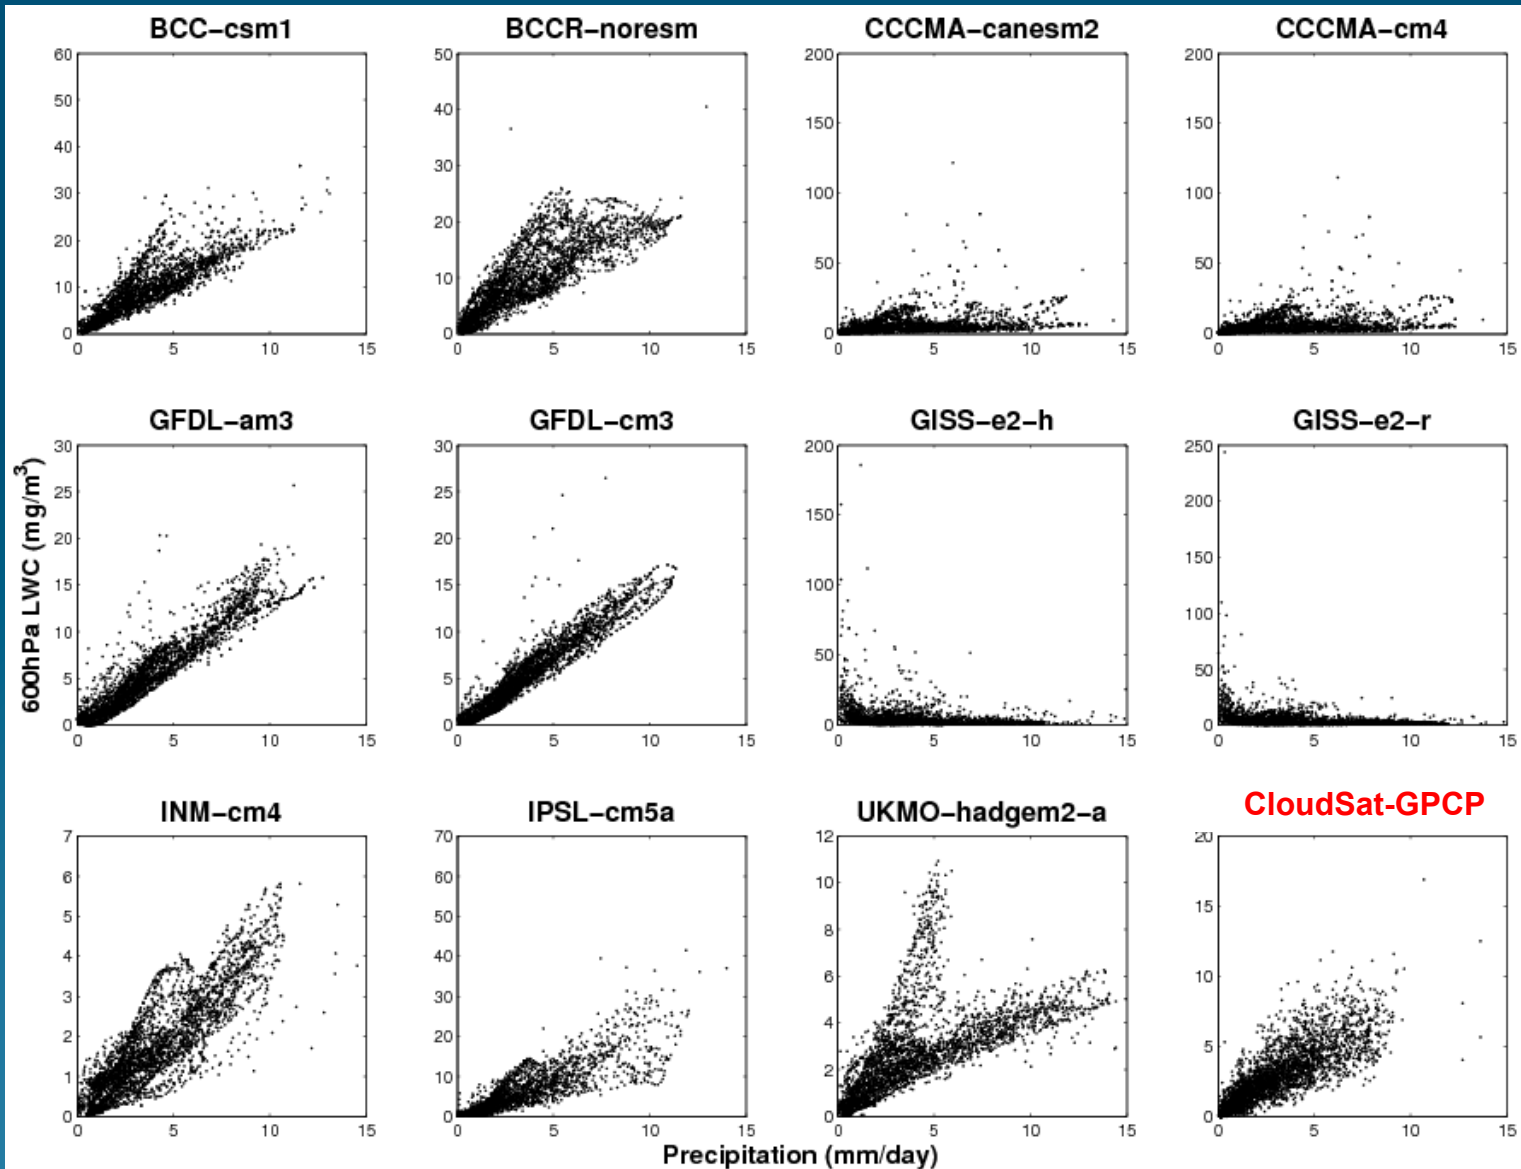 BCC-csm1 BCCR-noresm CCCMA-canesm2 CCCMA-cm4
60 50 200 200
50 40 150 150
40 30 100 100
30 20 50 50
20 10 0 0
10 0
0
0 5 10 15 0 5 10 15 0 5 10 15 0 5 10 15
GFDL-am3 GFDL-cm3 GISS-e2-h GISS-e2-r
30 30 200 250
25 25 150 200
20 20 100 150
15 15 50 100
10 10 0 50
5 5 0
0 0
0 5 10 15 0 5 10 15 0 5 10 15 0 5 10 15
600hPa LWC (mg/m³)
INM-cm4 IPSL-cm5a UKMO-hadgem2-a CloudSat-GPCP
7 70 12 20
6 60 10 15
5 50 8 10
4 40 6 5
3 30 4 0
2 20 2
1 10 0
0 0
0 5 10 15 0 5 10 15 0 5 10 15 0 5 10 15
Precipitation (mm/day)